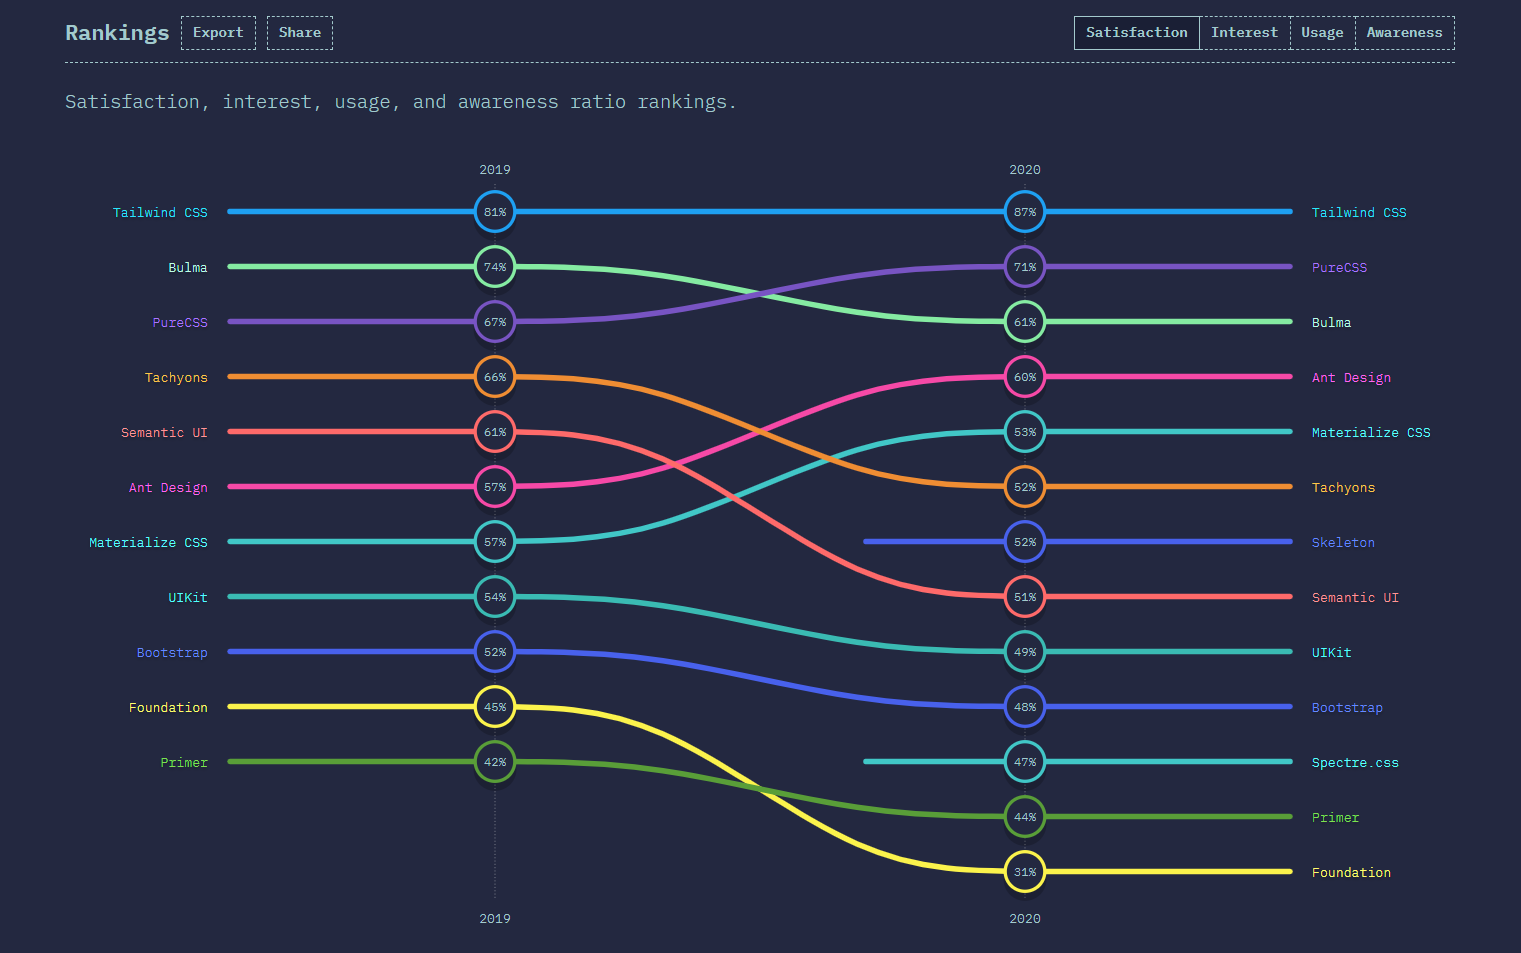 Rankings Export Share Satisfaction Interest Usage Awareness
Satisfaction, interest, usage, and awareness ratio rankings.
2019 2020
Tailwind CSS 81% 87% Tailwind CSS
Bulma 74% 71% PureCSS
PureCSS 67% 61% Bulma
Tachyons 66% 60% Ant Design
Semantic UI 61% 53% Materialize CSS
Ant Design 57% 52% Tachyons
Materialize CSS 57% 52% Skeleton
UIKit 54% 51% Semantic UI
Bootstrap 52% 49% UIKit
Foundation 45% 48% Bootstrap
Primer 42% 47% Spectre.css
44% Primer
31% Foundation
2019 2020